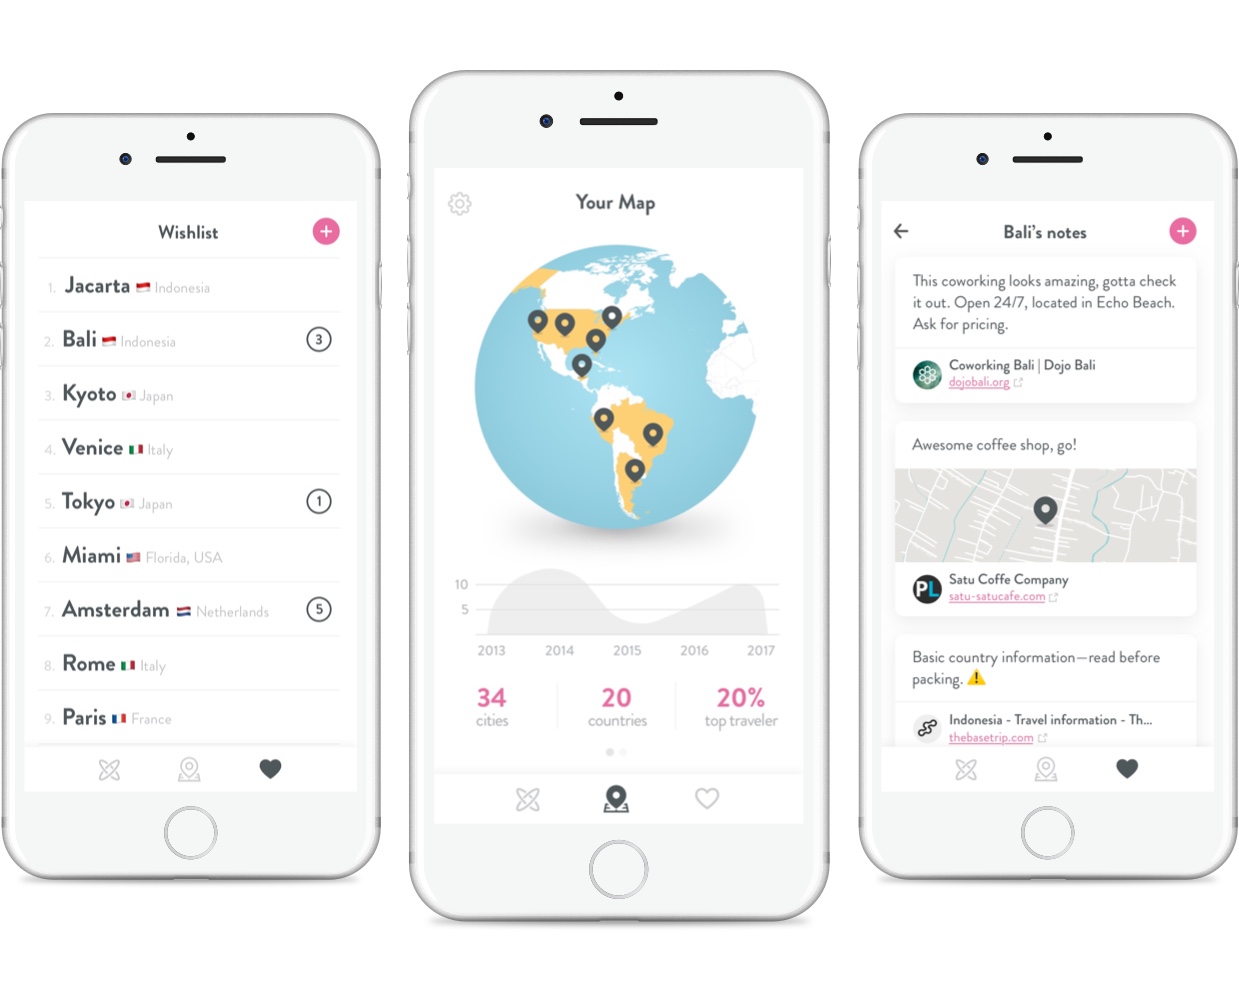 Wishlist
1. Jacarta Indonesia
2. Bali Indonesia 3
3. Kyoto Japan
4. Venice Italy
5. Tokyo Japan 1
6. Miami Florida, USA
7. Amsterdam Netherlands 5
8. Rome Italy
9. Paris France
Your Map
10
5
2013 2014 2015 2016 2017
34 20 20%
cities countries top traveler
Bali's notes
This coworking looks amazing, gotta check
it out. Open 24/7, located in Echo Beach.
Ask for pricing.
Coworking Bali | Dojo Bali
dojobali.org
Awesome coffee shop, go!
PL
Satu Coffe Company
satu-satucafe.com
Basic country information—read before
packing. ⚠️
Indonesia - Travel information - Th...
thebasetrip.com